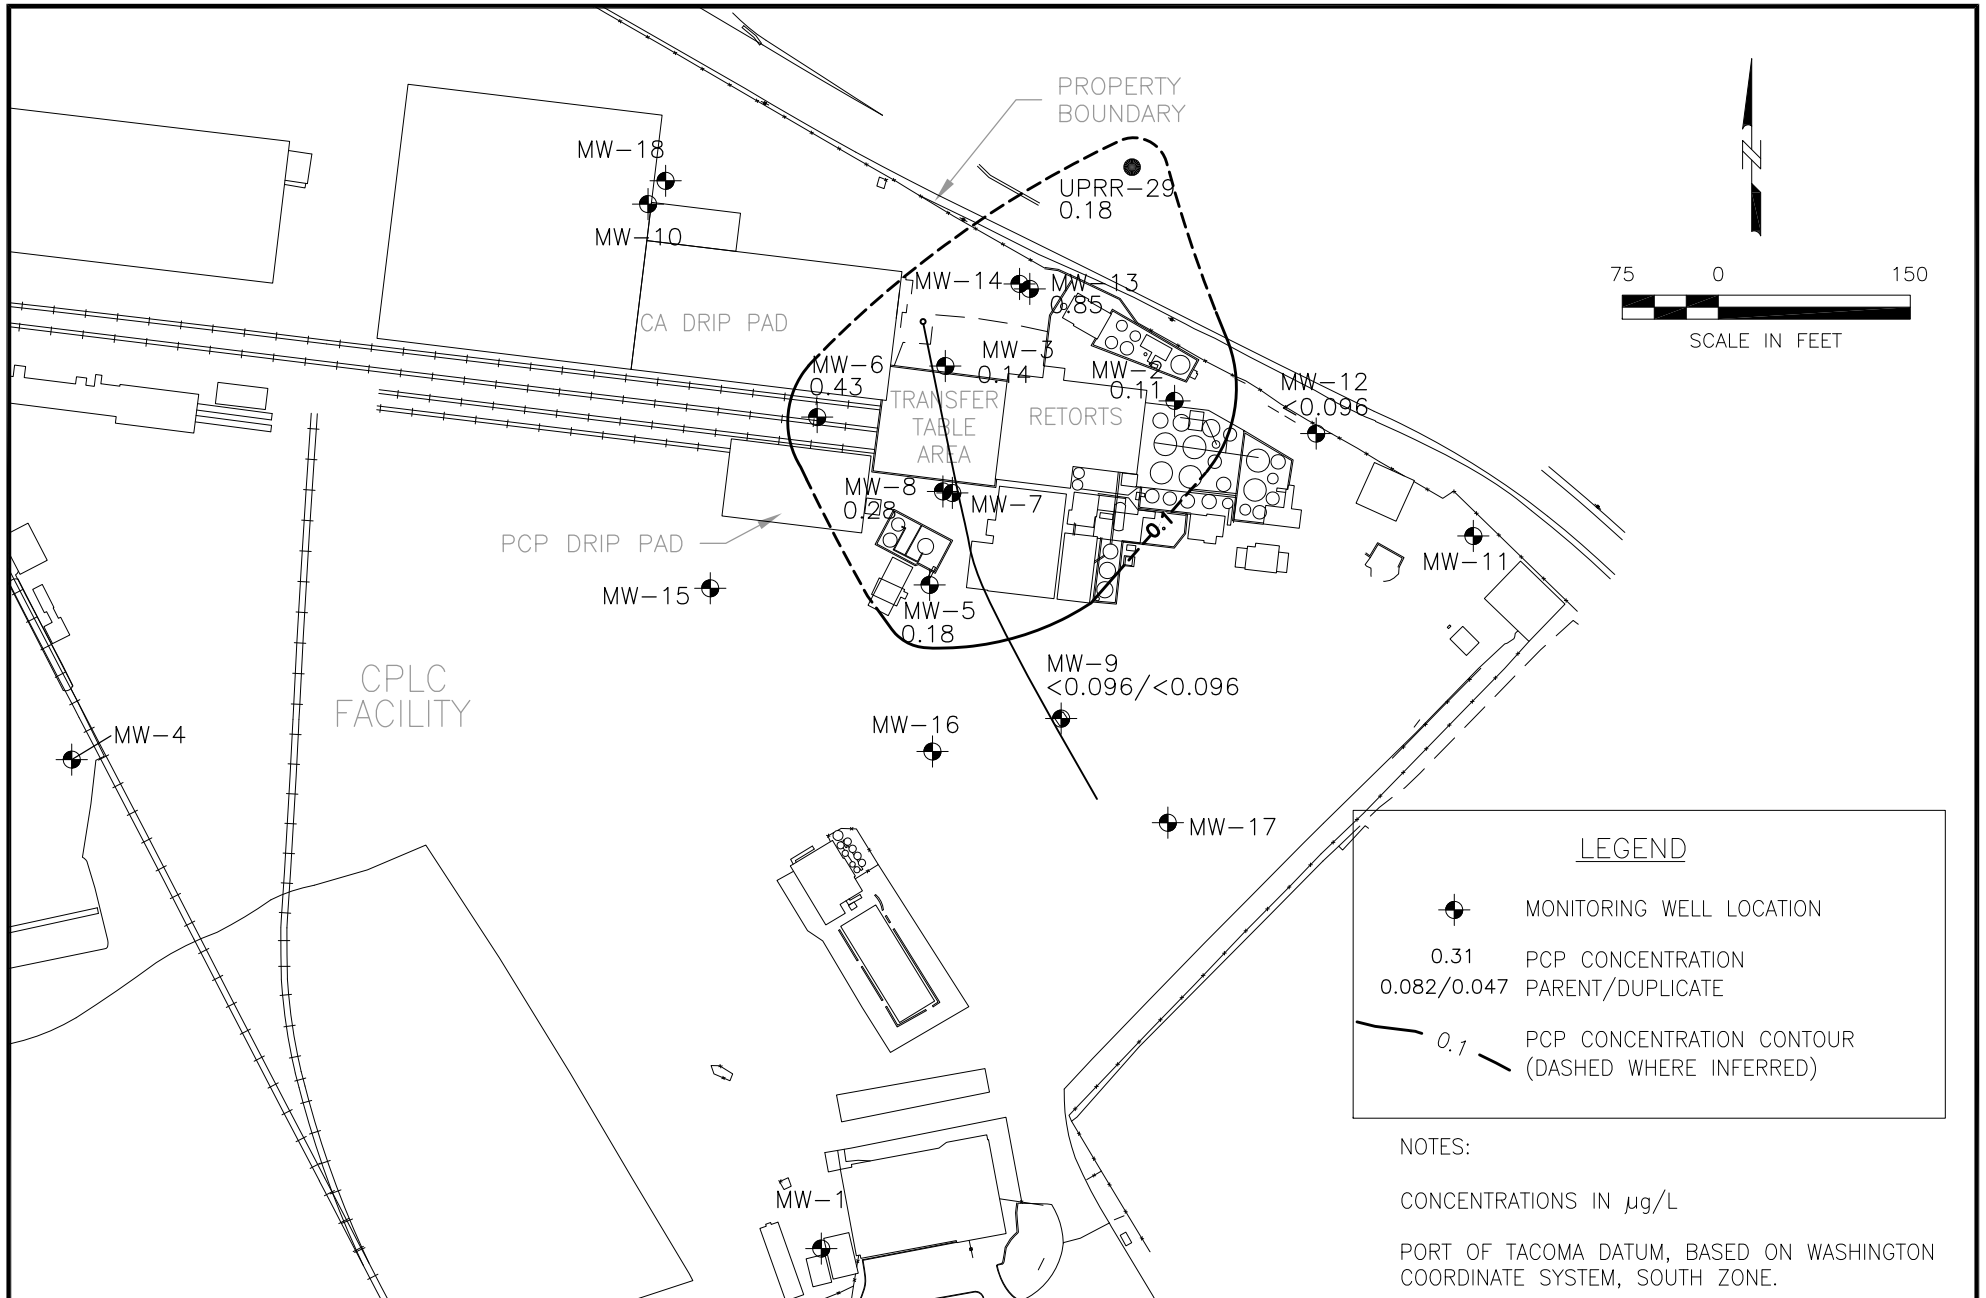 PROPERTY
BOUNDARY
MW-18
MW-10
UPRR-29
0.18
75 0 150
SCALE IN FEET
MW-14
MW-13
0.85
CA DRIP PAD
MW-3
0.14
MW-6
0.43
MW-2
0.11
MW-12
<0.096
TRANSFER
TABLE
AREA
RETORTS
MW-8
0.28
MW-7
0.1
PCP DRIP PAD
MW-11
MW-15
MW-5
0.18
CPLC
FACILITY
MW-9
<0.096/<0.096
MW-16
MW-4
MW-17
LEGEND
MONITORING WELL LOCATION
0.31 PCP CONCENTRATION
0.082/0.047 PARENT/DUPLICATE
0.1 PCP CONCENTRATION CONTOUR
(DASHED WHERE INFERRED)
NOTES:
CONCENTRATIONS IN µg/L
PORT OF TACOMA DATUM, BASED ON WASHINGTON
COORDINATE SYSTEM, SOUTH ZONE.
MW-1
N